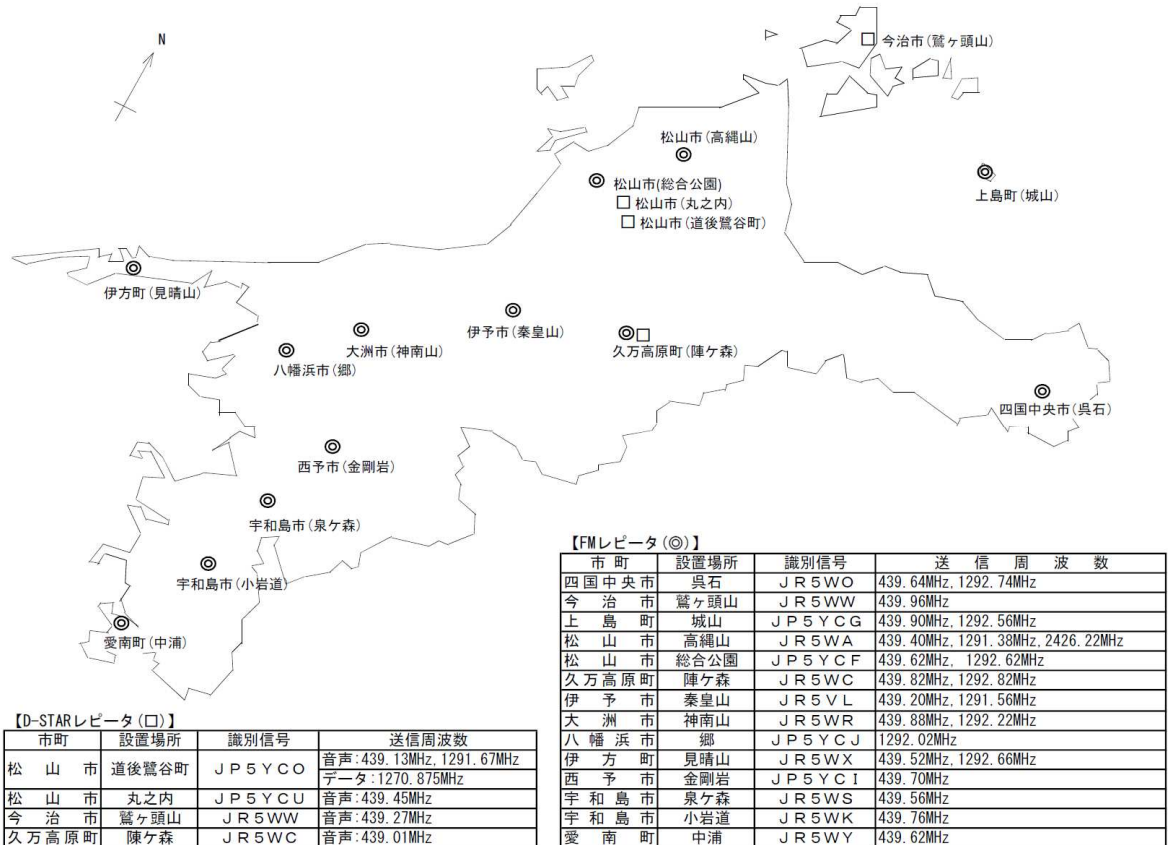 N
今治市(鷲ヶ頭山)
松山市(高縄山)
松山市(総合公園)
松山市(丸之内)
松山市(道後鷺谷町)
上島町(城山)
伊方町(見晴山)
伊予市(秦皇山)
大洲市(神南山)
久万高原町(陣ケ森)
八幡浜市(郷)
四国中央市(呉石)
西予市(金剛岩)
宇和島市(泉ケ森)
宇和島市(小岩道)
愛南町(中浦)
【FMレピータ(◎)】
市町 設置場所 識別信号 送信周波数
四国中央市 呉石 JR5WO 439.64MHz,1292.74MHz
今治市 鷲ヶ頭山 JR5WW 439.96MHz
上島町 城山 JP5YCG 439.90MHz,1292.56MHz
松山市 高縄山 JR5WA 439.40MHz,1291.38MHz,2426.22MHz
松山市 総合公園 JP5YCF 439.62MHz, 1292.62MHz
久万高原町 陣ケ森 JR5WC 439.82MHz,1292.82MHz
伊予市 秦皇山 JR5VL 439.20MHz,1291.56MHz
大洲市 神南山 JR5WR 439.88MHz,1292.22MHz
八幡浜市 郷 JP5YCJ 1292.02MHz
伊方町 見晴山 JR5WX 439.52MHz,1292.66MHz
西予市 金剛岩 JP5YCI 439.70MHz
宇和島市 泉ケ森 JR5WS 439.56MHz
宇和島市 小岩道 JR5WK 439.76MHz
愛南町 中浦 JR5WY 439.62MHz
【D-STARレピータ(□)】
市町 設置場所 識別信号 送信周波数
松山市 道後鷺谷町 JP5YCO 音声:439.13MHz,1291.67MHz
データ:1270.875MHz
松山市 丸之内 JP5YCU 音声:439.45MHz
今治市 鷲ヶ頭山 JR5WW 音声:439.27MHz
久万高原町 陳ケ森 JR5WC 音声:439.01MHz